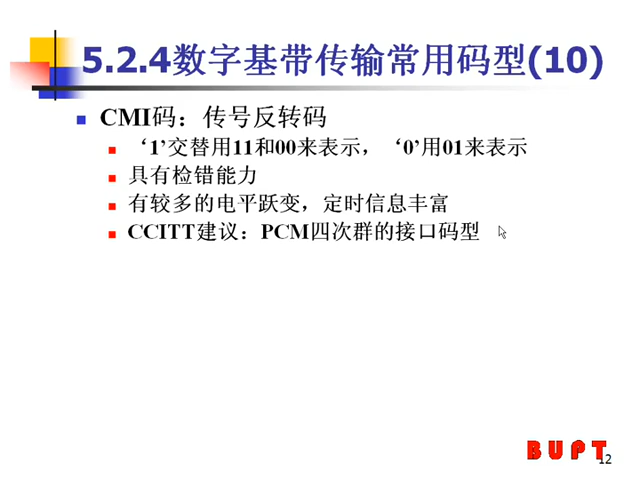 5.2.4数字基带传输常用码型(10)
CMI码：传号反转码
‘1’交替用11和00来表示，‘0’用01来表示
具有检错能力
有较多的电平跃变，定时信息丰富
CCITT建议：PCM四次群的接口码型
BUPT
12